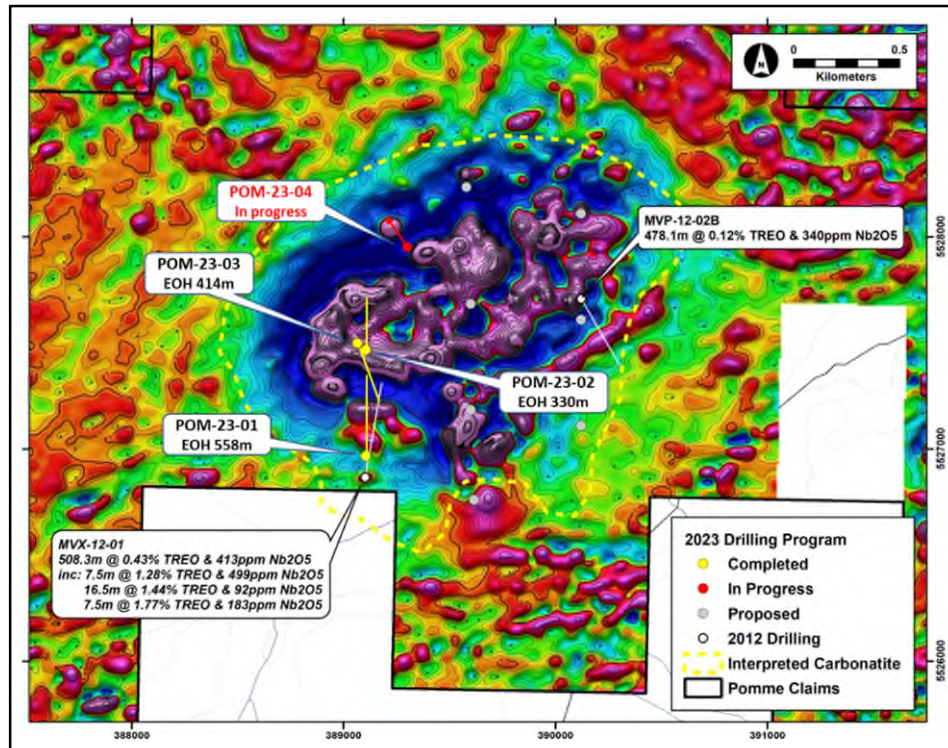 0 0.5
Kilometers
POM-23-04
In progress
MVP-12-02B
478.1m @ 0.12% TREO & 340ppm Nb2O5
POM-23-03
EOH 414m
POM-23-02
EOH 330m
POM-23-01
EOH 558m
MVX-12-01
508.3m @ 0.43% TREO & 413ppm Nb2O5
inc: 7.5m @ 1.28% TREO & 499ppm Nb2O5
16.5m @ 1.44% TREO & 92ppm Nb2O5
7.5m @ 1.77% TREO & 183ppm Nb2O5
2023 Drilling Program
Completed
In Progress
Proposed
2012 Drilling
Interpreted Carbonatite
Pomme Claims
5528000
5527000
5526000
388000 389000 390000 391000